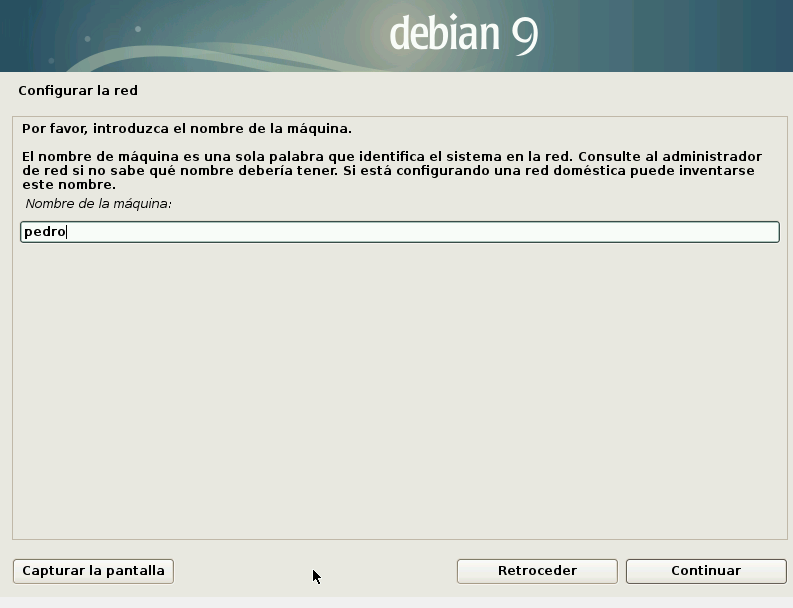 debian 9
Configurar la red
Por favor, introduzca el nombre de la máquina.
El nombre de máquina es una sola palabra que identifica el sistema en la red. Consulte al administrador
de red si no sabe qué nombre debería tener. Si está configurando una red doméstica puede inventarse
este nombre.
Nombre de la máquina:
pedro
Capturar la pantalla
Retroceder
Continuar